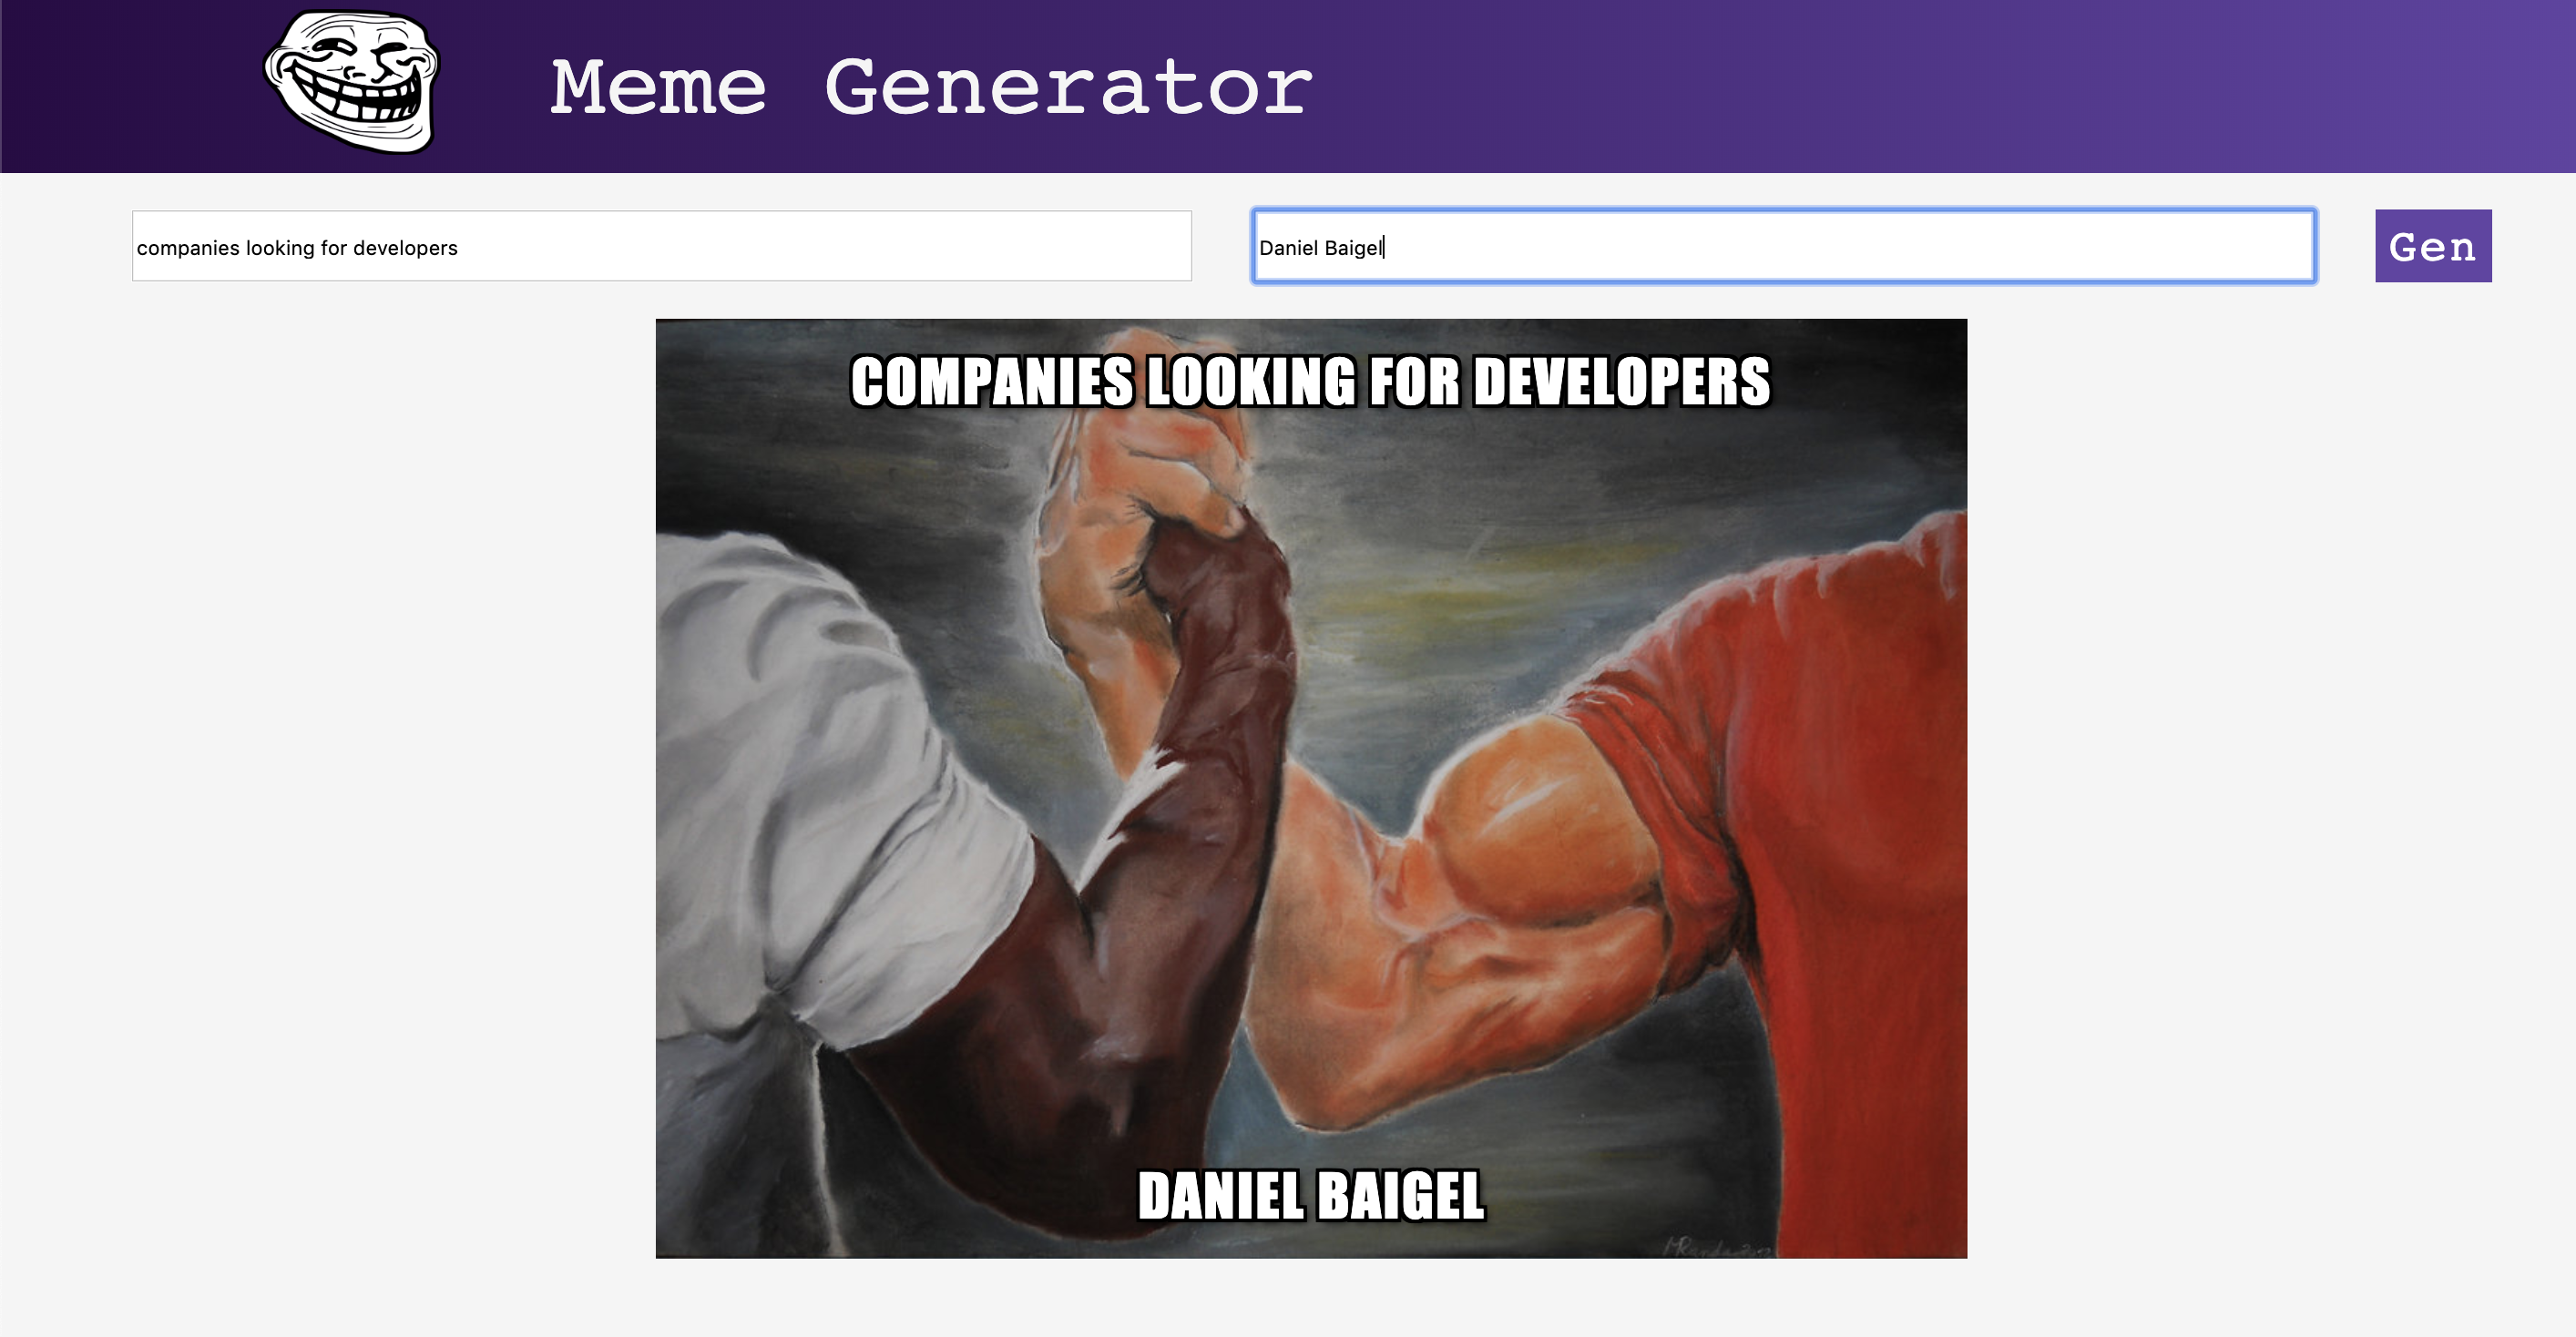 Meme Generator
companies looking for developers
Daniel Baigel
Gen
COMPANIES LOOKING FOR DEVELOPERS
DANIEL BAIGEL